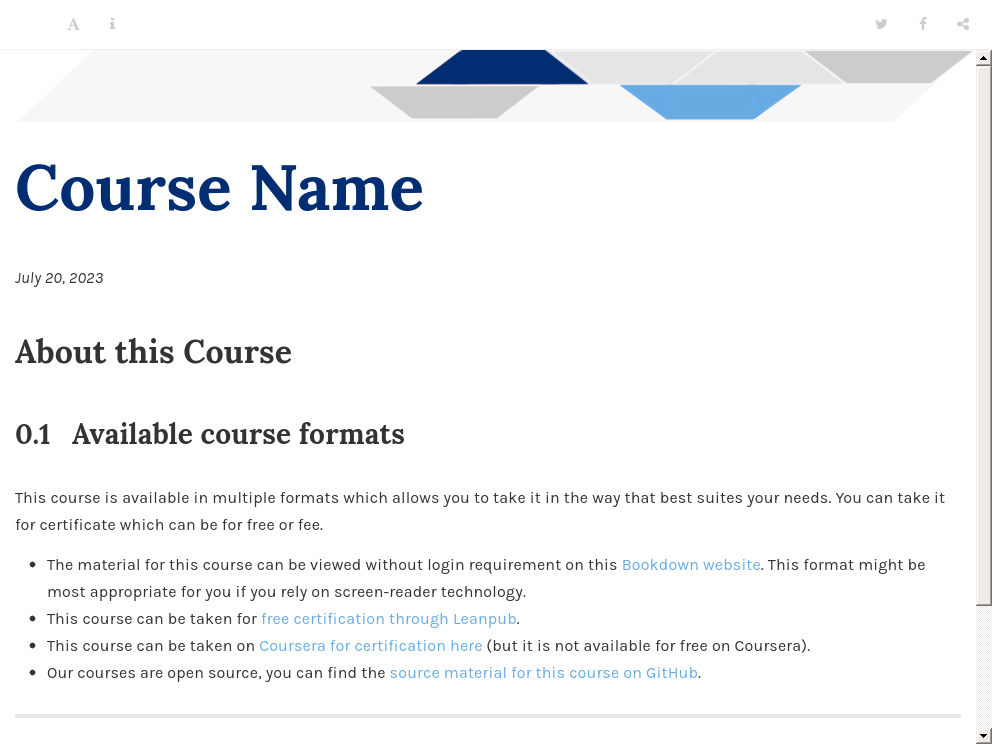 Course Name
July 20, 2023
About this Course
0.1 Available course formats
This course is available in multiple formats which allows you to take it in the way that best suites your needs. You can take it
for certificate which can be for free or fee.
The material for this course can be viewed without login requirement on this Bookdown website. This format might be
most appropriate for you if you rely on screen-reader technology.
This course can be taken for free certification through Leanpub.
This course can be taken on Coursera for certification here (but it is not available for free on Coursera).
Our courses are open source, you can find the source material for this course on GitHub.